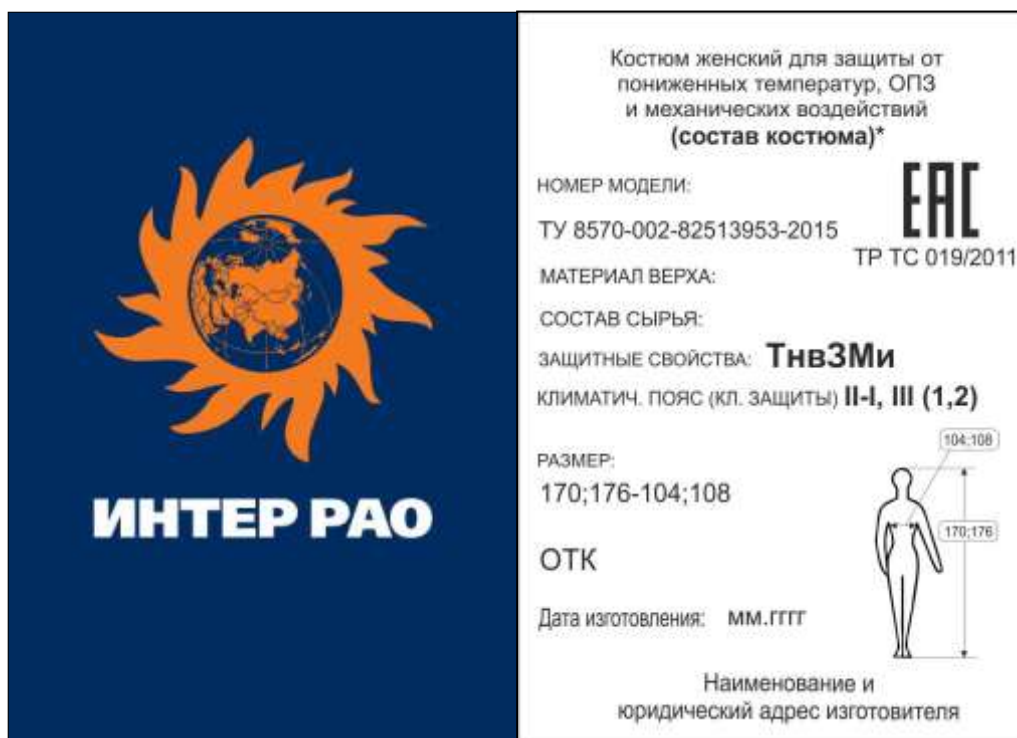 ИНТЕР РАО
Костюм женский для защиты от
пониженных температур, ОПЗ
и механических воздействий
(состав костюма)*
НОМЕР МОДЕЛИ:
ЕАС
ТУ 8570-002-82513953-2015
ТР ТС 019/2011
МАТЕРИАЛ ВЕРХА:
СОСТАВ СЫРЬЯ:
ЗАЩИТНЫЕ СВОЙСТВА: ТнвЗМи
КЛИМАТИЧ. ПОЯС (КЛ. ЗАЩИТЫ) II-I, III (1,2)
104;108
РАЗМЕР:
170;176-104;108
170;176
ОТК
Дата изготовления: мм.гггг
Наименование и
юридический адрес изготовителя